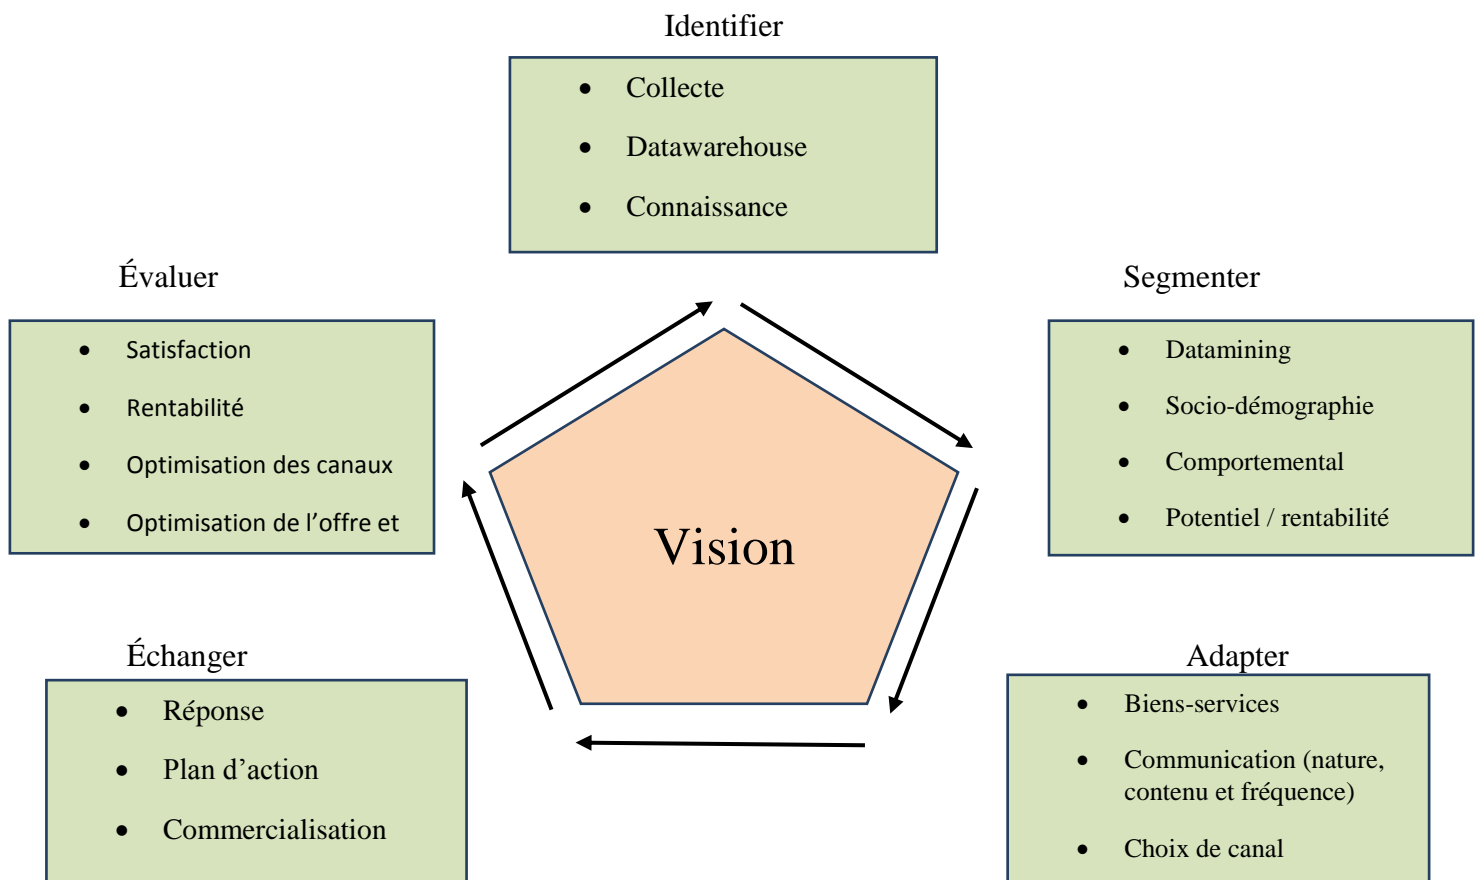 Identifier
• Collecte
• Datawarehouse
• Connaissance
Évaluer
• Satisfaction
• Rentabilité
• Optimisation des canaux
• Optimisation de l’offre et
Segmenter
• Datamining
• Socio-démographie
• Comportemental
• Potentiel / rentabilité
Vision
Échanger
• Réponse
• Plan d’action
• Commercialisation
Adapter
• Biens-services
• Communication (nature,
contenu et fréquence)
• Choix de canal